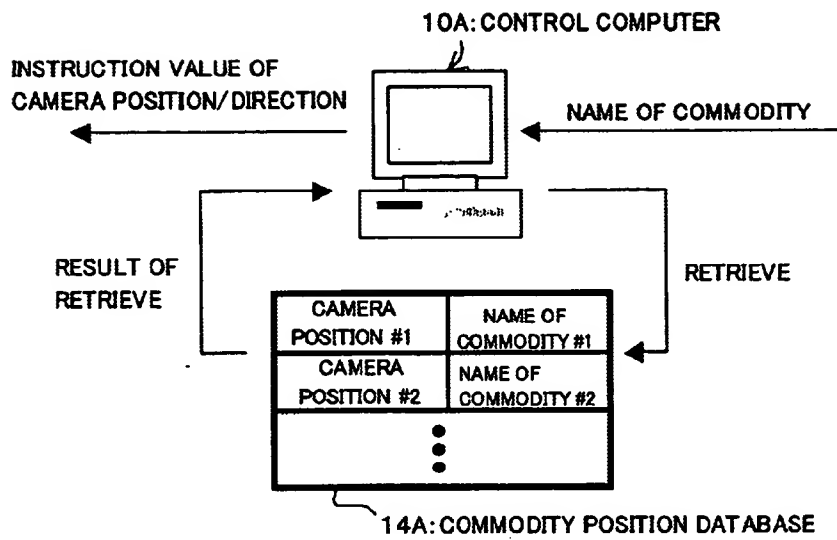 10A: CONTROL COMPUTER
INSTRUCTION VALUE OF
CAMERA POSITION/DIRECTION
NAME OF COMMODITY
RESULT OF
RETRIEVE
RETRIEVE
CAMERA
POSITION #1
NAME OF
COMMODITY #1
CAMERA
POSITION #2
NAME OF
COMMODITY #2
14A: COMMODITY POSITION DATABASE